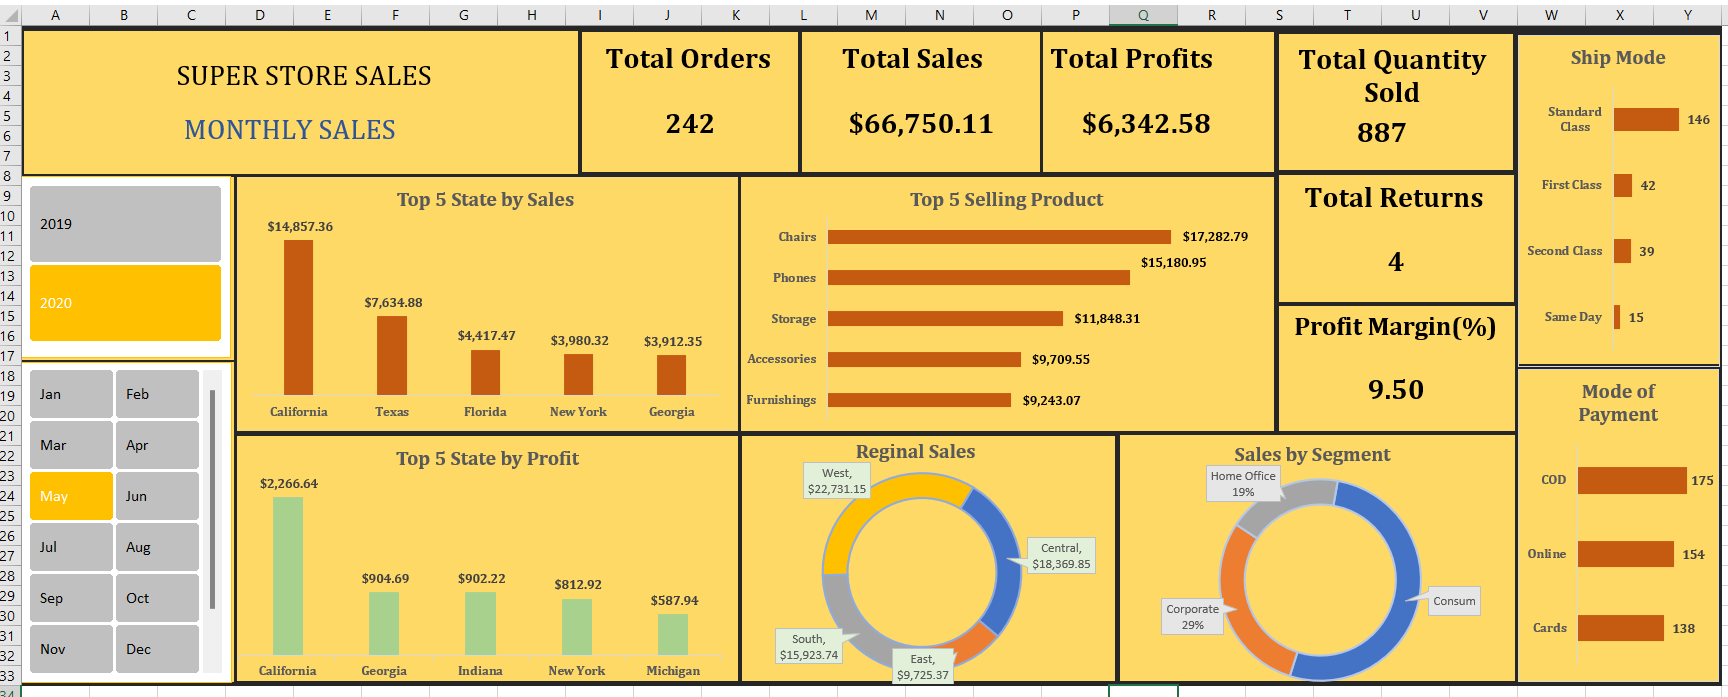 A B C D E F G H I J K L M N O P Q R S T U V W X Y
1
2
3
4
5
6
7
8
9
10
11
12
13
14
15
16
17
18
19
20
21
22
23
24
25
26
27
28
29
30
31
32
33
34
SUPER STORE SALES
MONTHLY SALES
Total Orders
242
Total Sales
$66,750.11
Total Profits
$6,342.58
Total Quantity
Sold
887
Ship Mode
Standard
Class
146
First Class
42
Second Class
39
Same Day
15
2019
2020
Top 5 State by Sales
$14,857.36
$7,634.88
$4,417.47
$3,980.32
$3,912.35
California Texas Florida New York Georgia
Top 5 Selling Product
Chairs $17,282.79
Phones $15,180.95
Storage $11,848.31
Accessories $9,709.55
Furnishings $9,243.07
Total Returns
4
Profit Margin(%)
9.50
Jan Feb
Mar Apr
May Jun
Jul Aug
Sep Oct
Nov Dec
Top 5 State by Profit
$2,266.64
$904.69
$902.22
$812.92
$587.94
California Georgia Indiana New York Michigan
Reginal Sales
West,
$22,731.15
Central,
$18,369.85
South,
$15,923.74
East,
$9,725.37
Sales by Segment
Home Office
19%
Consum
Corporate
29%
Mode of
Payment
COD 175
Online 154
Cards 138